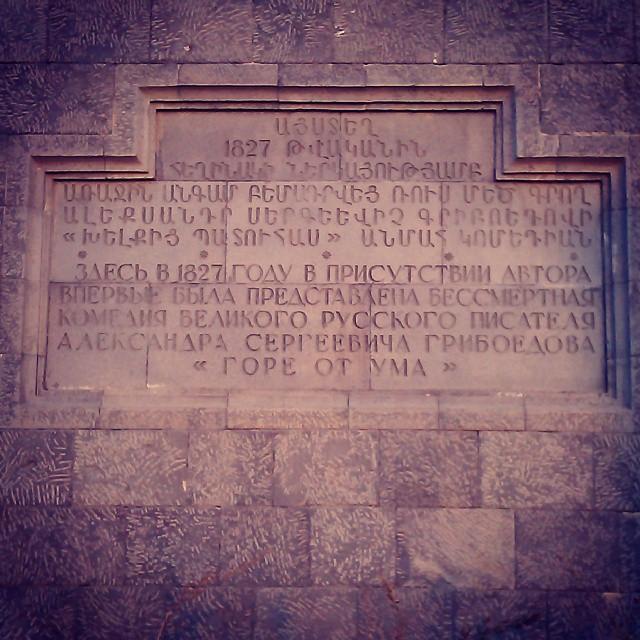 ԱՅՍՏԵՂ
1827 ԹՎԱԿԱՆԻՆ
ՀԵՂԻՆԱԿԻ ՆԵՐԿԱՅՈՒԹՅԱՄԲ
ԱՌԱՋԻՆ ԱՆԳԱՄ ԲԵՄԱԴՐՎԵՑ ՌՈՒՍ ՄԵԾ ԳՐՈՂ
ԱԼԵՔՍԱՆԴՐ ՍԵՐԳԵԵՎԻՉ ԳՐԻԲՈԵԴՈՎԻ
«ԽԵԼՔԻՑ ՊԱՏՈՒՀԱՍ» ԱՆՄԱՀ ԿՈՄԵԴԻԱՆ
ЗДЕСЬ В 1827 ГОДУ В ПРИСУТСТВИИ АВТОРА
ВПЕРВЫЕ БЫЛА ПРЕДСТАВЛЕНА БЕССМЕРТНАЯ
КОМЕДИЯ ВЕЛИКОГО РУССКОГО ПИСАТЕЛЯ
АЛЕКСАНДРА СЕРГЕЕВИЧА ГРИБОЕДОВА
« ГОРЕ ОТ УМА »